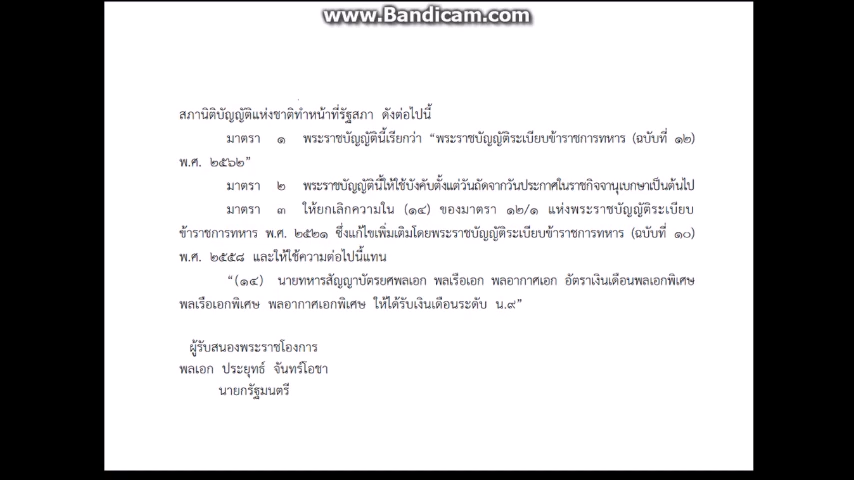 www.Bandicam.com
สภานิติบัญญัติแห่งชาติทำหน้าที่รัฐสภา ดังต่อไปนี้
มาตรา ๑ พระราชบัญญัตินี้เรียกว่า “พระราชบัญญัติระเบียบข้าราชการทหาร (ฉบับที่ ๑๒)
พ.ศ. ๒๕๖๒”
มาตรา ๒ พระราชบัญญัตินี้ให้ใช้บังคับตั้งแต่วันถัดจากวันประกาศในราชกิจจานุเบกษาเป็นต้นไป
มาตรา ๓ ให้ยกเลิกความใน (๑๔) ของมาตรา ๑๒/๑ แห่งพระราชบัญญัติระเบียบ
ข้าราชการทหาร พ.ศ. ๒๕๒๑ ซึ่งแก้ไขเพิ่มเติมโดยพระราชบัญญัติระเบียบข้าราชการทหาร (ฉบับที่ ๑๐)
พ.ศ. ๒๕๕๘ และให้ใช้ความต่อไปนี้แทน
“(๑๔) นายทหารสัญญาบัตรยศพลเอก พลเรือเอก พลอากาศเอก อัตราเงินเดือนพลเอกพิเศษ
พลเรือเอกพิเศษ พลอากาศเอกพิเศษ ให้ได้รับเงินเดือนระดับ น.๙”
ผู้รับสนองพระราชโองการ
พลเอก ประยุทธ์ จันทร์โอชา
นายกรัฐมนตรี